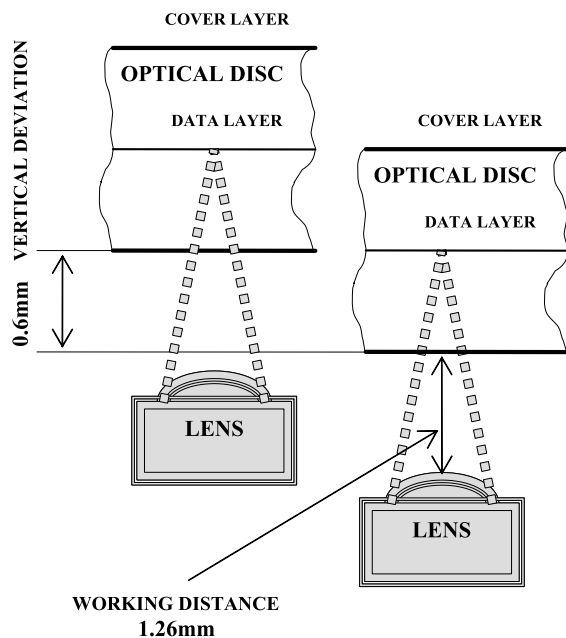 COVER LAYER
OPTICAL DISC
DATA LAYER
0.6mm VERTICAL DEVIATION
LENS
COVER LAYER
OPTICAL DISC
DATA LAYER
LENS
WORKING DISTANCE
1.26mm